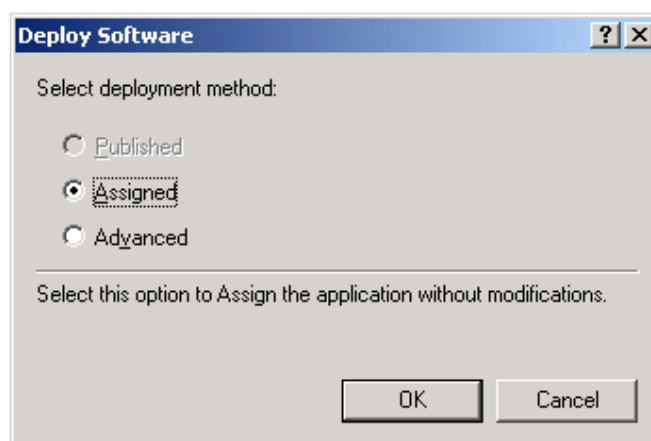 Deploy Software
Select deployment method:
Published
Assigned
Advanced
Select this option to Assign the application without modifications.
OK
Cancel